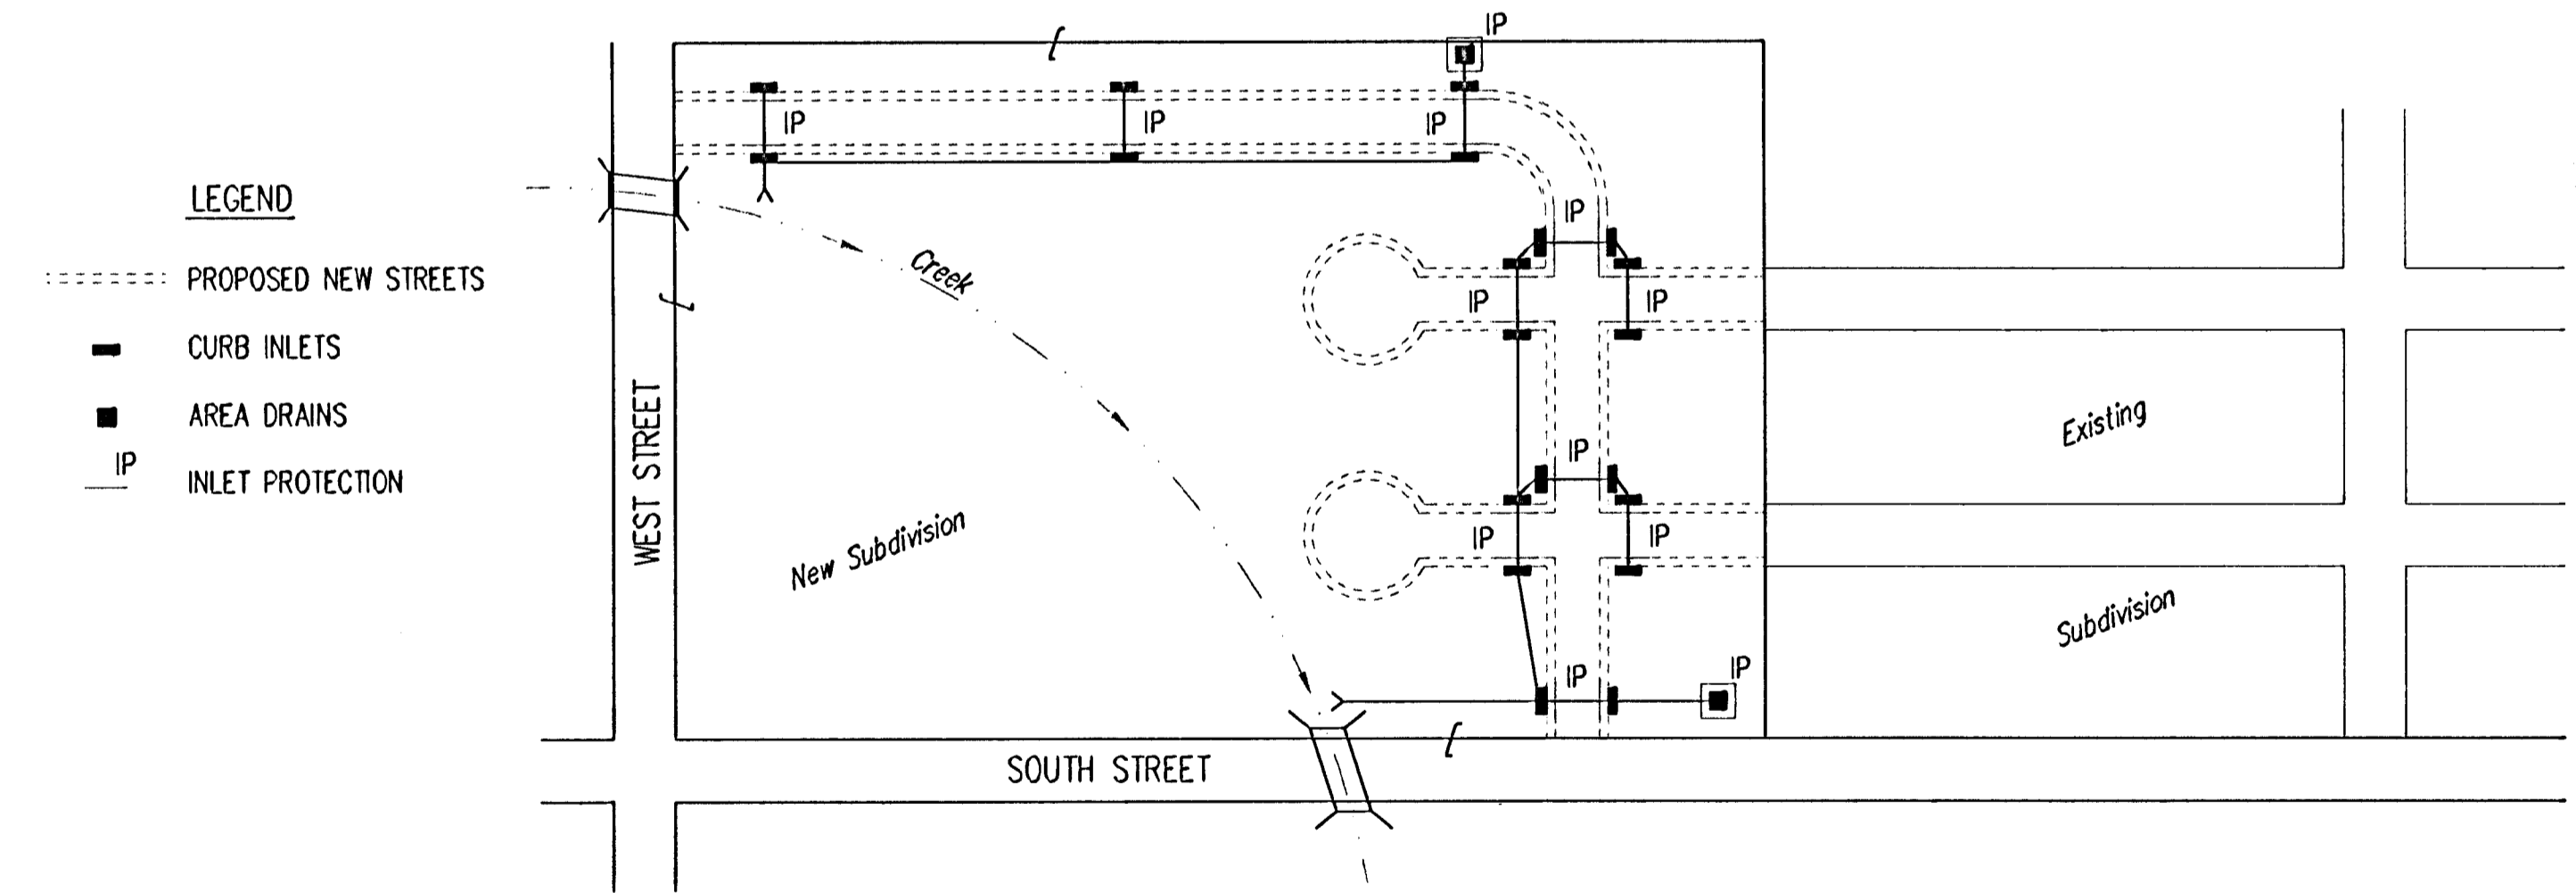 IP
IP
IP
IP
LEGEND
IP
PROPOSED NEW STREETS
Creek
IP
IP
CURB INLETS
WEST STREET
AREA DRAINS
Existing
IP
IP
INLET PROTECTION
New Subdivision
IP
IP
Subdivision
IP
IP
SOUTH STREET